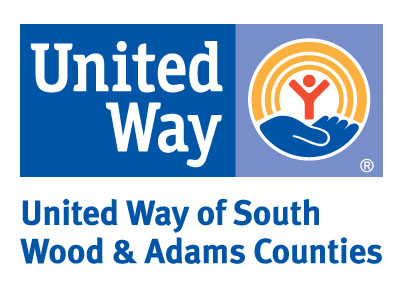 United
Way
®
United Way of South
Wood & Adams Counties